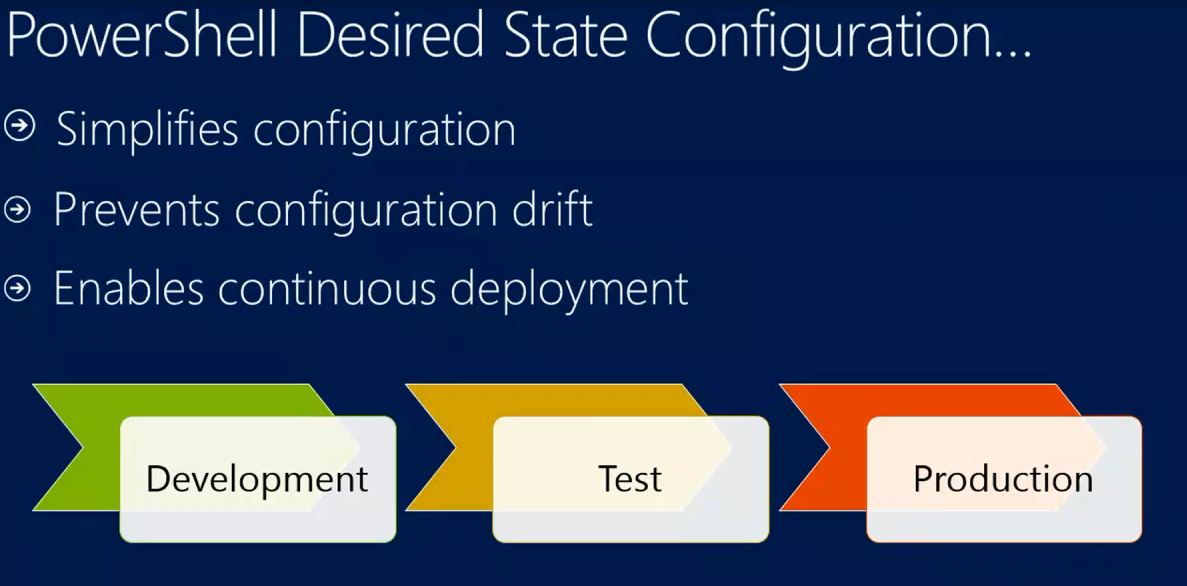 PowerShell Desired State Configuration...
Simplifies configuration
Prevents configuration drift
Enables continuous deployment
Development
Test
Production